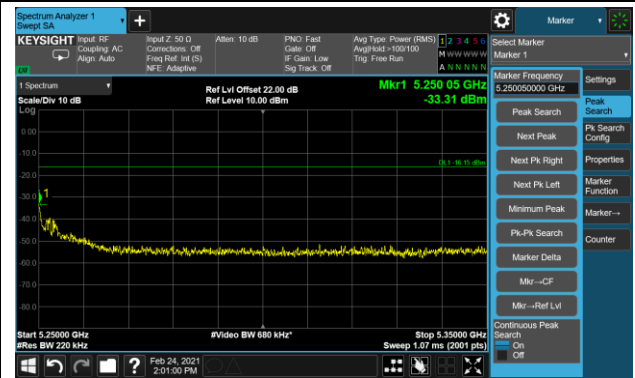 Spectrum Analyzer 1
Swept SA
Marker
KEYSIGHT
Input: RF
Coupling: AC
Align: Auto
Input Z: 50 Ω
Corrections: Off
Freq Ref: Int (S)
NFE: Adaptive
Atten: 10 dB
PNO: Fast
Gate: Off
IF Gain: Low
Sig Track: Off
Avg Type: Power (RMS)
Avg|Hold:>100/100
Trig: Free Run
1 2 3 4 5 6
M W W W W W
A N N N N N
Select Marker
Marker 1
1 Spectrum
Scale/Div 10 dB
Log
Ref Lvl Offset 22.00 dB
Ref Level 10.00 dBm
Mkr1 5.250 05 GHz
-33.31 dBm
0.00
-10.0
-20.0
-30.0
-40.0
-50.0
-60.0
-70.0
-80.0
DL1 -16.15 dBm
1
Start 5.25000 GHz
#Res BW 220 kHz
#Video BW 680 kHz*
Stop 5.35000 GHz
Sweep 1.07 ms (2001 pts)
Marker Frequency
5.250050000 GHz
Peak Search
Next Peak
Next Pk Right
Next Pk Left
Minimum Peak
Pk-Pk Search
Marker Delta
Mkr→CF
Mkr→Ref Lvl
Continuous Peak
Search
On
Off
Settings
Peak
Search
Pk Search
Config
Properties
Marker
Function
Marker→
Counter
Feb 24, 2021
2:01:00 PM